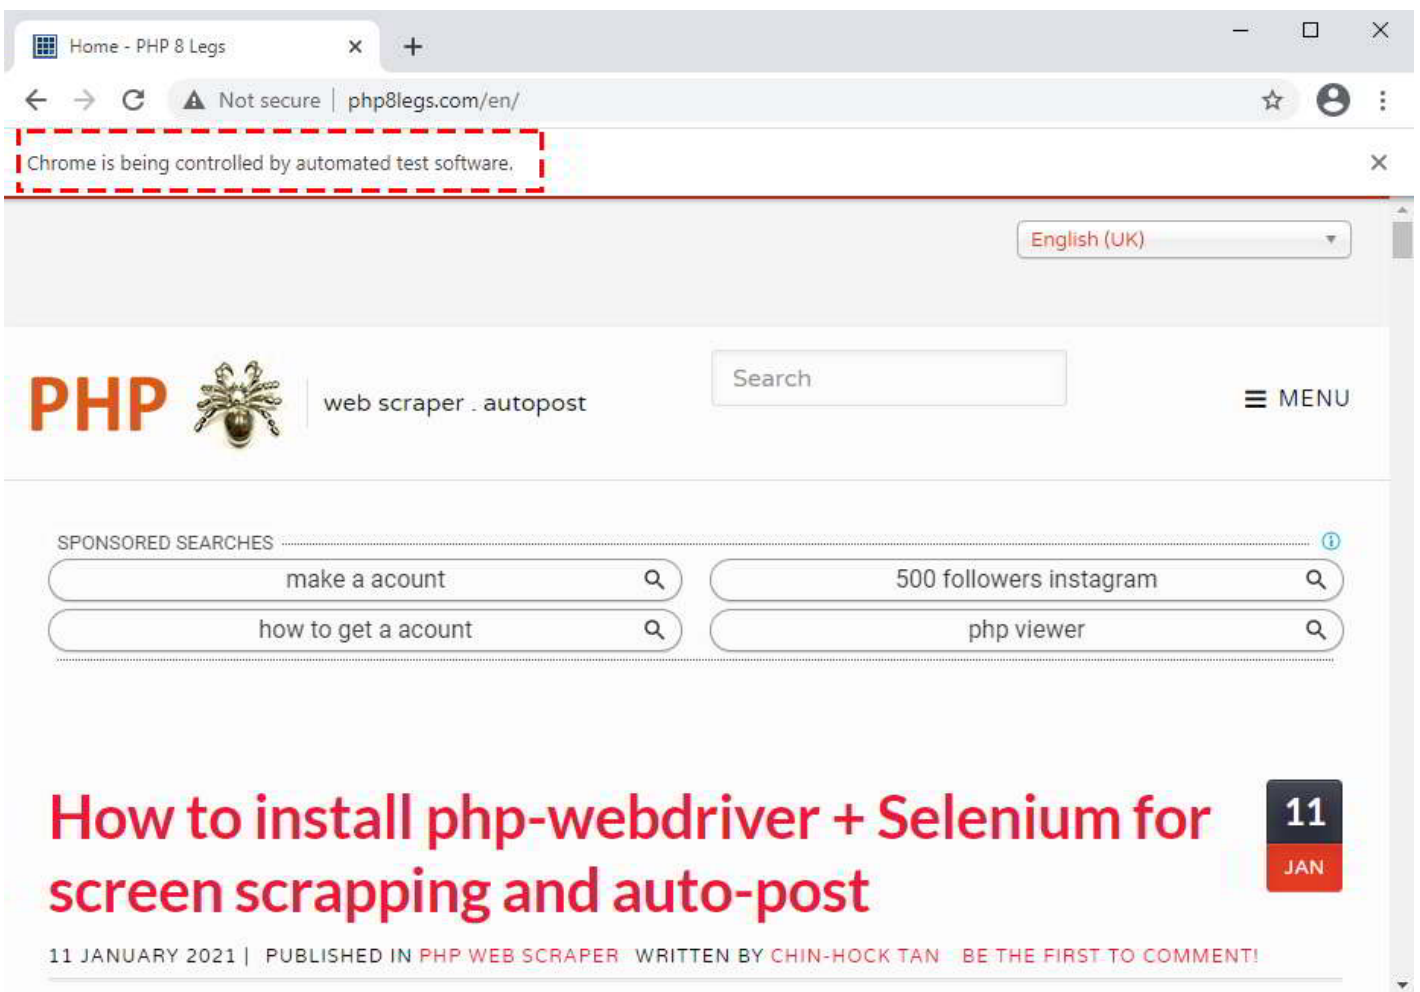 Home - PHP 8 Legs
Not secure | php8legs.com/en/
Chrome is being controlled by automated test software.
English (UK)
PHP
web scraper . autopost
Search
MENU
SPONSORED SEARCHES
make a acount
500 followers instagram
how to get a acount
php viewer
How to install php-webdriver + Selenium for
screen scrapping and auto-post
11
JAN
11 JANUARY 2021 | PUBLISHED IN PHP WEB SCRAPER WRITTEN BY CHIN-HOCK TAN BE THE FIRST TO COMMENT!